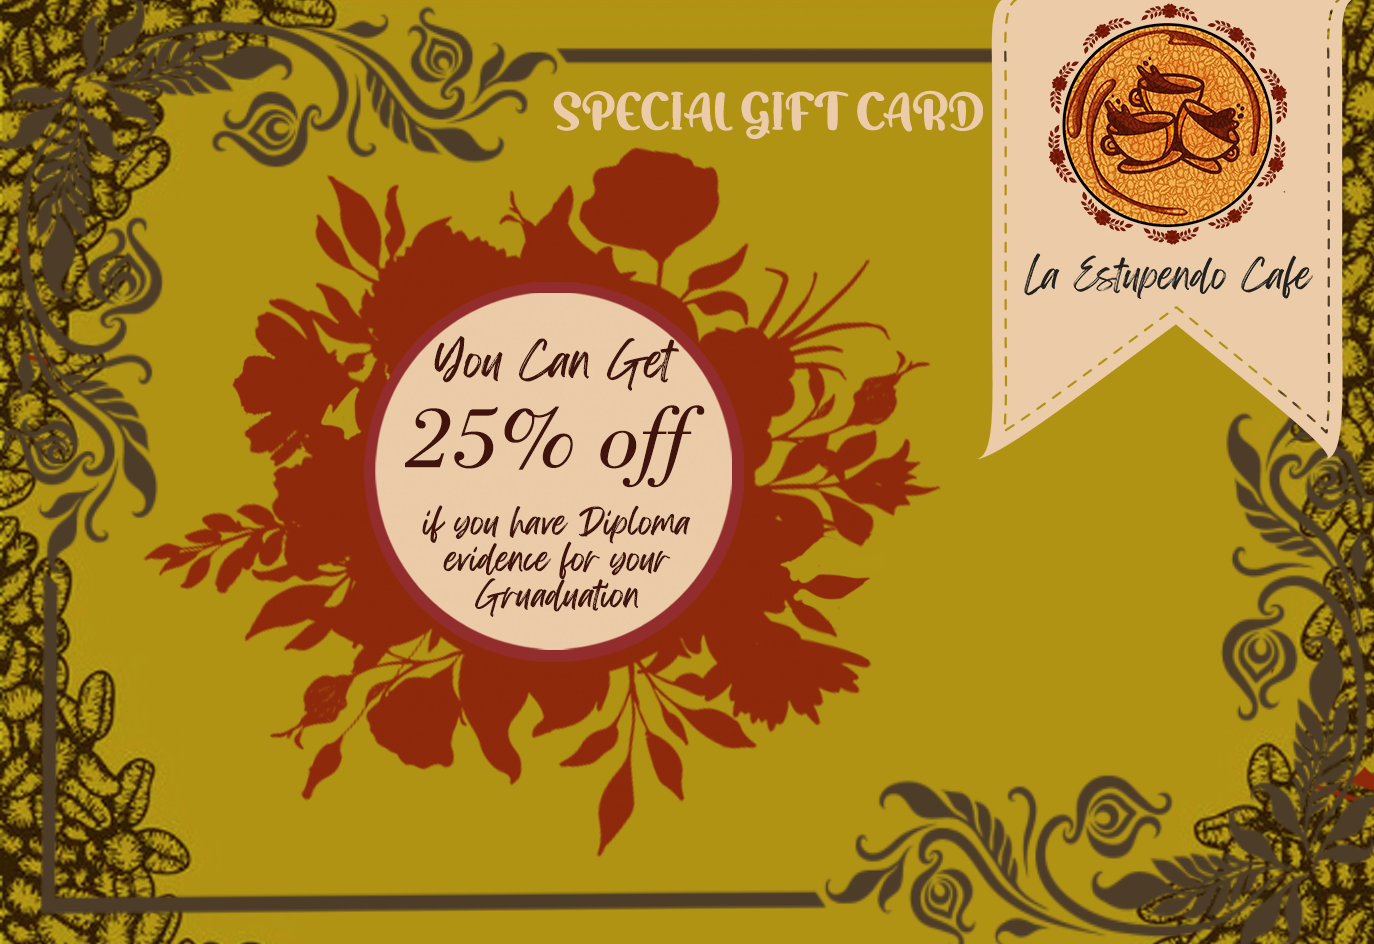 SPECIAL GIFT CARD
La Estupendo Cafe
You Can Get
25% off
if you have Diploma
evidence for your
Gruaduation